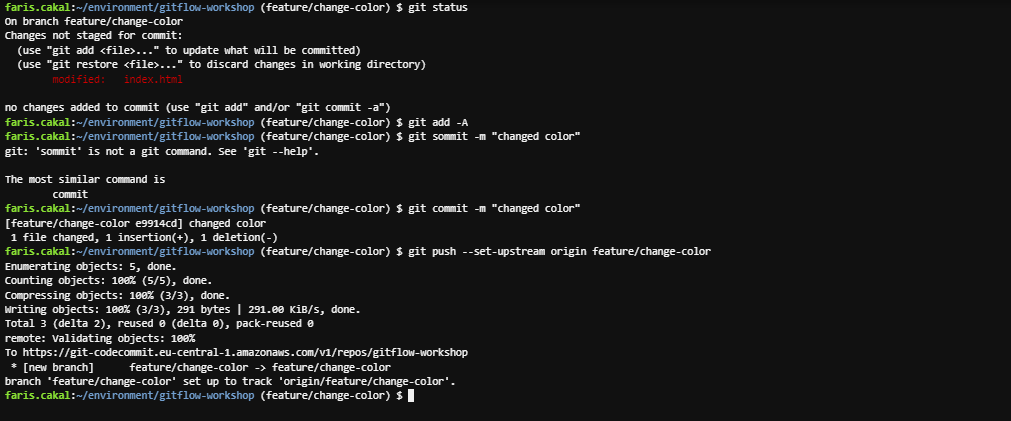 faris.cakal:~/environment/gitflow-workshop (feature/change-color) $ git status
On branch feature/change-color
Changes not staged for commit:
  (use "git add <file>..." to update what will be committed)
  (use "git restore <file>..." to discard changes in working directory)
        modified:   index.html

no changes added to commit (use "git add" and/or "git commit -a")
faris.cakal:~/environment/gitflow-workshop (feature/change-color) $ git add -A
faris.cakal:~/environment/gitflow-workshop (feature/change-color) $ git sommit -m "changed color"
git: 'sommit' is not a git command. See 'git --help'.

The most similar command is
        commit
faris.cakal:~/environment/gitflow-workshop (feature/change-color) $ git commit -m "changed color"
[feature/change-color e9914cd] changed color
 1 file changed, 1 insertion(+), 1 deletion(-)
faris.cakal:~/environment/gitflow-workshop (feature/change-color) $ git push --set-upstream origin feature/change-color
Enumerating objects: 5, done.
Counting objects: 100% (5/5), done.
Compressing objects: 100% (3/3), done.
Writing objects: 100% (3/3), 291 bytes | 291.00 KiB/s, done.
Total 3 (delta 2), reused 0 (delta 0), pack-reused 0
remote: Validating objects: 100%
To https://git-codecommit.eu-central-1.amazonaws.com/v1/repos/gitflow-workshop
 * [new branch]      feature/change-color -> feature/change-color
branch 'feature/change-color' set up to track 'origin/feature/change-color'.
faris.cakal:~/environment/gitflow-workshop (feature/change-color) $